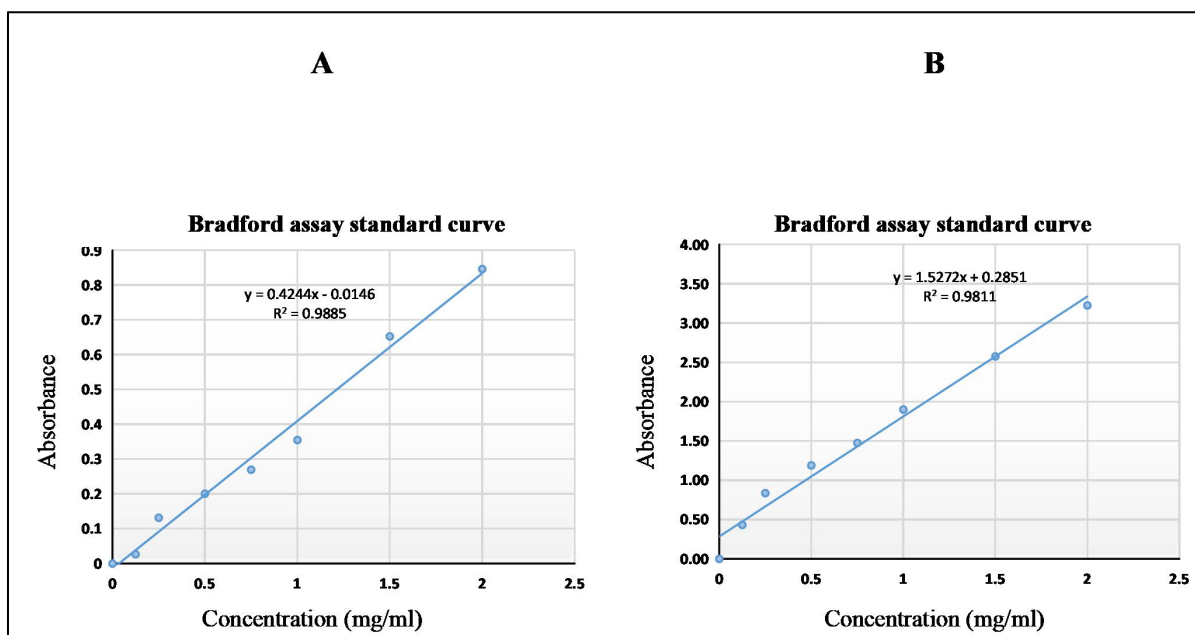 A
B
Bradford assay standard curve
0.9
0.8
0.7
0.6
0.5
0.4
0.3
0.2
0.1
0
y = 0.4244x - 0.0146
R² = 0.9885
Absorbance
0
0.5
1
1.5
2
2.5
Concentration (mg/ml)
Bradford assay standard curve
4.00
3.50
3.00
2.50
2.00
1.50
1.00
0.50
0.00
y = 1.5272x + 0.2851
R² = 0.9811
Absorbance
0
0.5
1
1.5
2
2.5
Concentration (mg/ml)